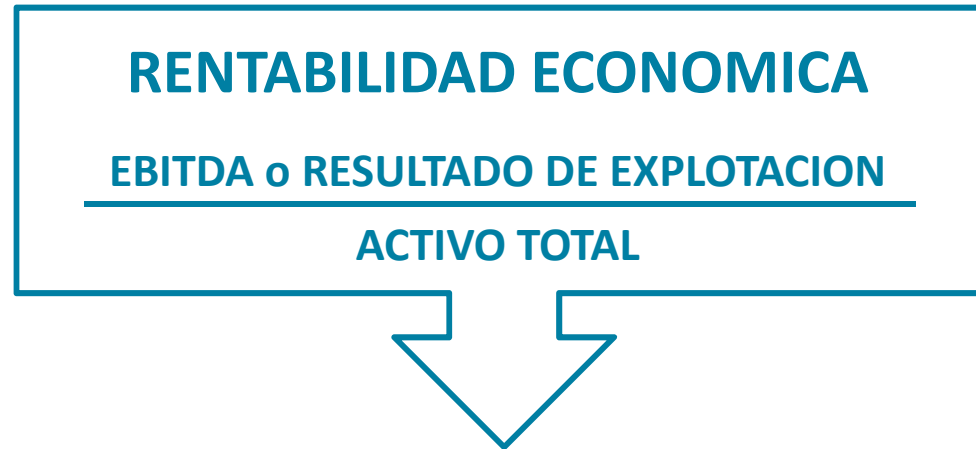 RENTABILIDAD ECONOMICA
EBITDA o RESULTADO DE EXPLOTACION
ACTIVO TOTAL